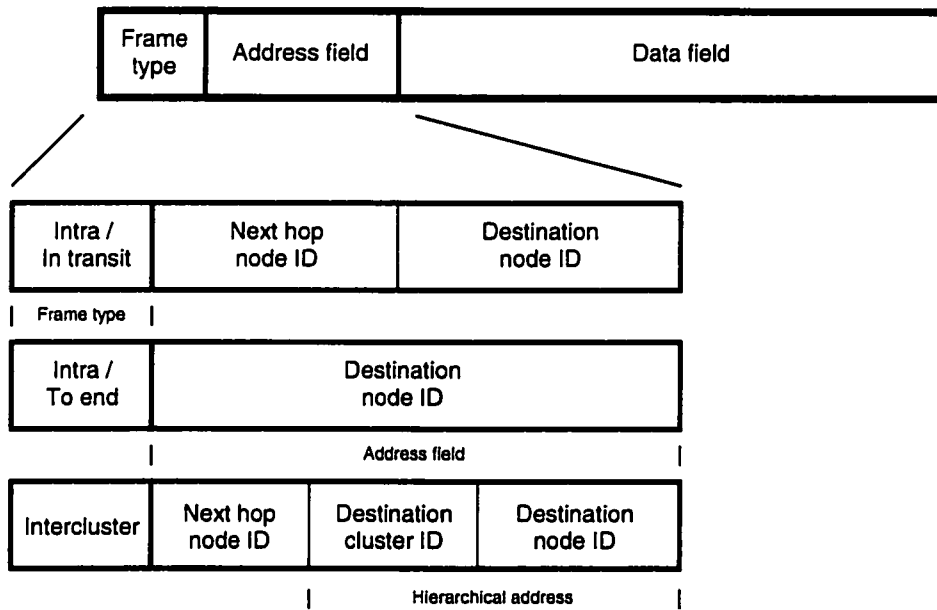 Frame type
Address field
Data field
Intra / In transit
Next hop node ID
Destination node ID
Frame type
Intra / To end
Destination node ID
Address field
Intercluster
Next hop node ID
Destination cluster ID
Destination node ID
Hierarchical address